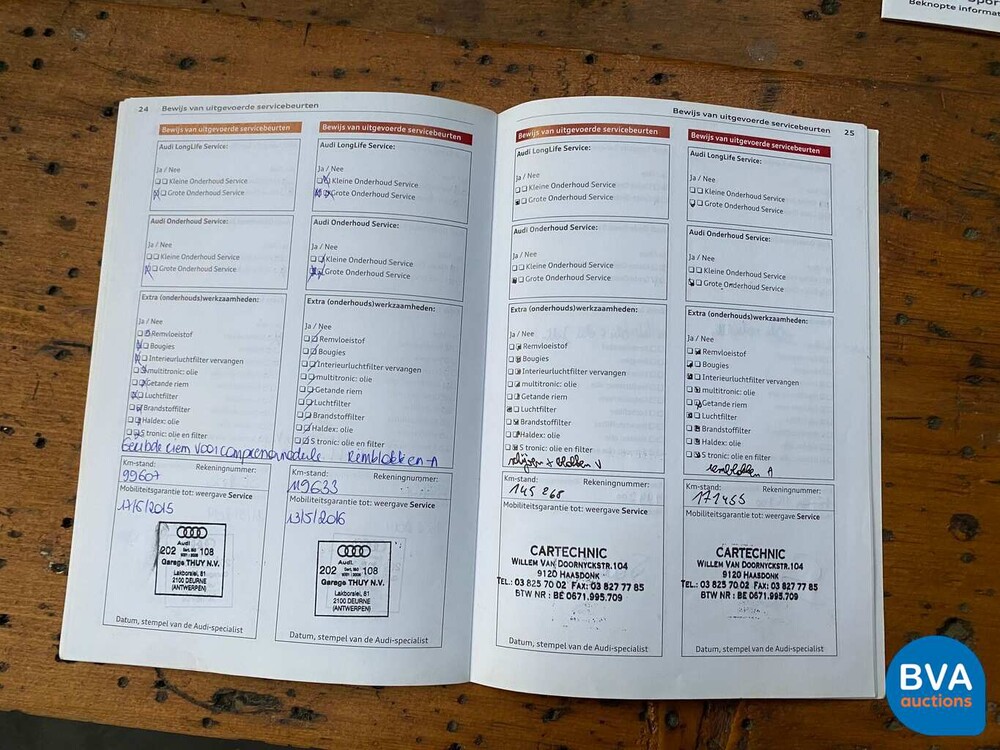 Beknopte informat
24 Bewijs van uitgevoerde servicebeurten
Bewijs van uitgevoerde servicebeurten
Audi LongLife Service:
Ja / Nee
Kleine Onderhoud Service
Grote Onderhoud Service
Audi Onderhoud Service:
Ja / Nee
Kleine Onderhoud Service
Grote Onderhoud Service
Extra (onderhouds)werkzaamheden:
Ja / Nee
Remvloeistof
Bougies
Interieurluchtfilter vervangen
multitronic: olie
Getande riem
Luchtfilter
Brandstoffilter
Haldex: olie
S tronic: olie en filter
riem voor
Km-stand: Rekeningnummer:
99607
Mobiliteitsgarantie tot: weergave Service
17/6/2015
Audi
202 108
Garage THUY N.V.
Lakborslei, 81
2100 DEURNE
(ANTWERPEN)
Datum, stempel van de Audi-specialist
Bewijs van uitgevoerde servicebeurten
Audi LongLife Service:
Ja / Nee
Kleine Onderhoud Service
Grote Onderhoud Service
Audi Onderhoud Service:
Ja / Nee
Kleine Onderhoud Service
Grote Onderhoud Service
Extra (onderhouds)werkzaamheden:
Ja / Nee
Remvloeistof
Bougies
Interieurluchtfilter vervangen
multitronic: olie
Getande riem
Luchtfilter
Brandstoffilter
Haldex: olie
S tronic: olie en filter
Remblokken A
Km-stand: Rekeningnummer:
119633
Mobiliteitsgarantie tot: weergave Service
13/5/2016
Audi
202 108
Garage THUY N.V.
Lakborslei, 81
2100 DEURNE
(ANTWERPEN)
Datum, stempel van de Audi-specialist
Bewijs van uitgevoerde servicebeurten 25
Bewijs van uitgevoerde servicebeurten
Audi LongLife Service:
Ja / Nee
Kleine Onderhoud Service
Grote Onderhoud Service
Audi Onderhoud Service:
Ja / Nee
Kleine Onderhoud Service
Grote Onderhoud Service
Extra (onderhouds)werkzaamheden:
Ja / Nee
Remvloeistof
Bougies
Interieurluchtfilter vervangen
multitronic: olie
Getande riem
Luchtfilter
Brandstoffilter
Haldex: olie
S tronic: olie en filter
schijven + blokken V
Km-stand: Rekeningnummer:
145 268
Mobiliteitsgarantie tot: weergave Service
CARTECHNIC
WILLEM VAN DOORNYCKSTR.104
9120 HAASDONK
TEL.: 03 825 70 02 FAX: 03 827 77 85
BTW NR : BE 0671.995.709
Datum, stempel van de Audi-specialist
Bewijs van uitgevoerde servicebeurten
Audi LongLife Service:
Ja / Nee
Kleine Onderhoud Service
Grote Onderhoud Service
Audi Onderhoud Service:
Ja / Nee
Kleine Onderhoud Service
Grote Onderhoud Service
Extra (onderhouds)werkzaamheden:
Ja / Nee
Remvloeistof
Bougies
Interieurluchtfilter vervangen
multitronic: olie
Getande riem
Luchtfilter
Brandstoffilter
Haldex: olie
S tronic: olie en filter
remblokken A
Km-stand: Rekeningnummer:
171455
Mobiliteitsgarantie tot: weergave Service
CARTECHNIC
WILLEM VAN DOORNYCKSTR.104
9120 HAASDONK
TEL.: 03 825 70 02 FAX: 03 827 77 85
BTW NR : BE 0671.995.709
Datum, stempel van de Audi-specialist
BVA
auctions